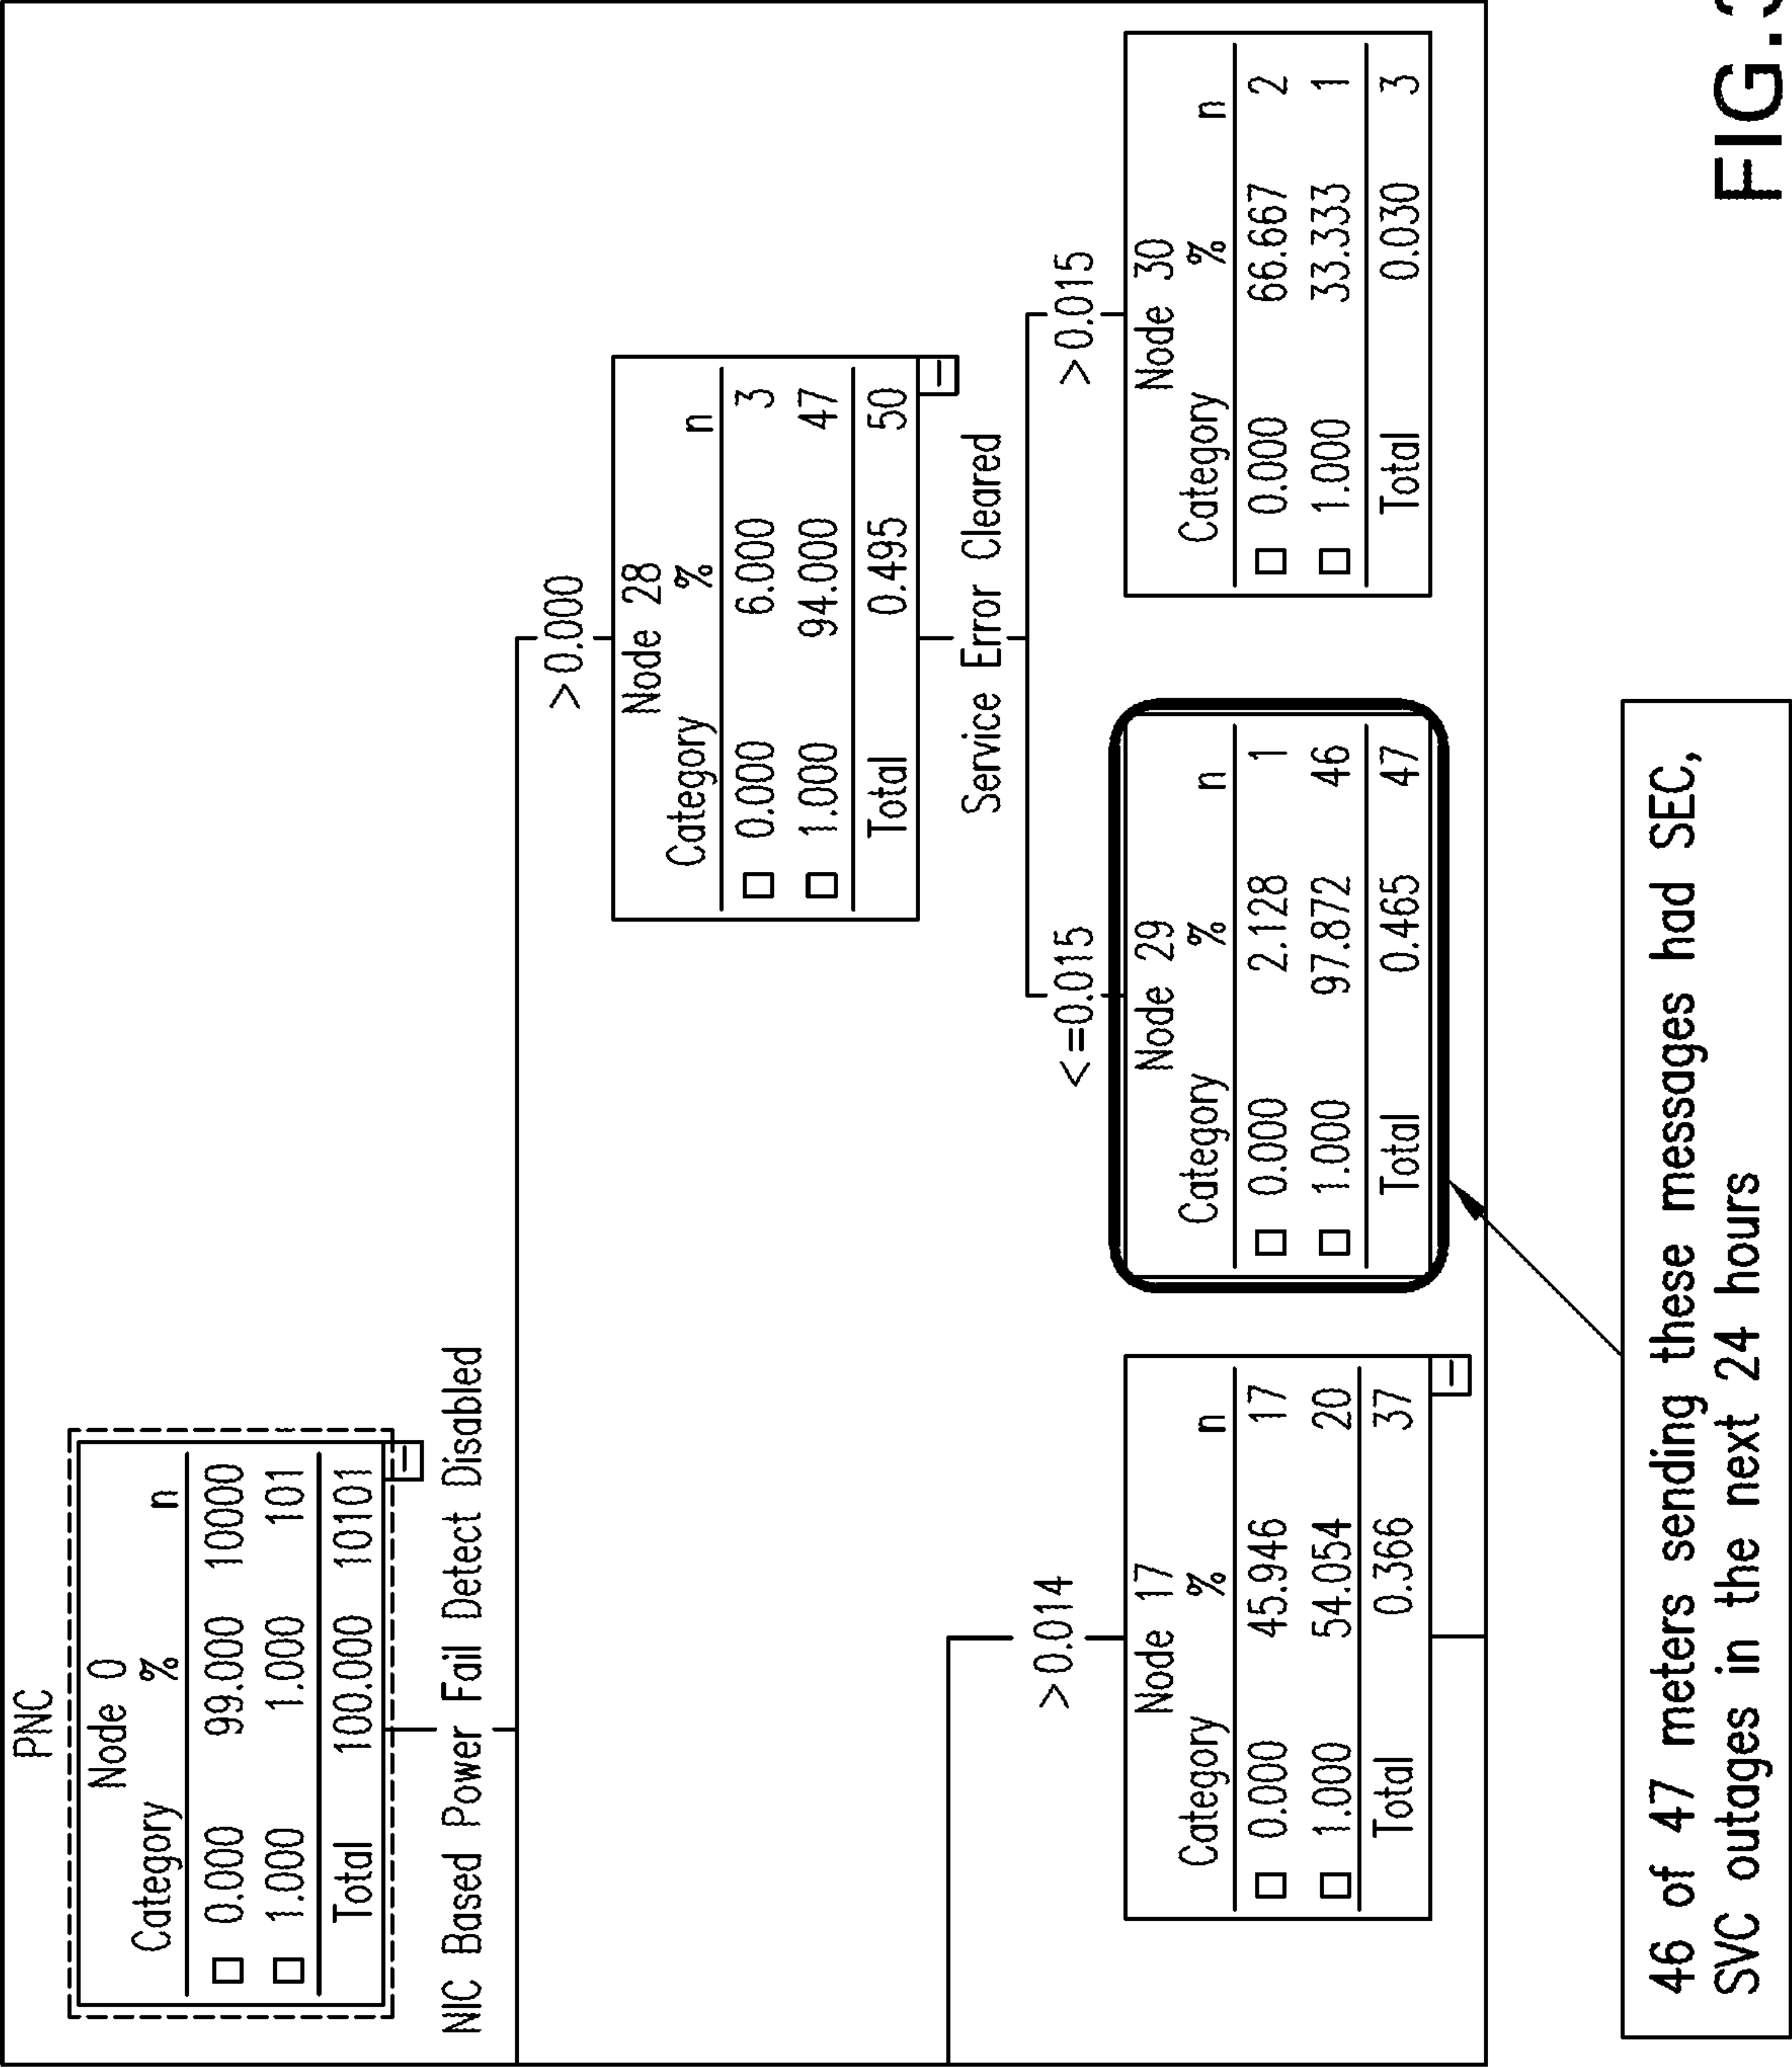 PNC
Node 0
Category % n
0.000 99.000 10000
1.000 1.000 101
Total 100.000 10101
NIC Based Power Fail Detect Disabled
>0.000
Node 28
Category % n
0.000 6.000 3
1.000 94.000 47
Total 0.495 50
Service Error Cleared
>0.014
<=0.015
>0.015
Node 17
Category % n
0.000 45.946 17
1.000 54.054 20
Total 0.366 37
Node 29
Category % n
0.000 2.128 1
1.000 97.872 46
Total 0.465 47
Node 30
Category % n
0.000 66.667 2
1.000 33.333 1
Total 0.030 3
46 of 47 meters sending these messages had SEC,
SVC outages in the next 24 hours
FIG.